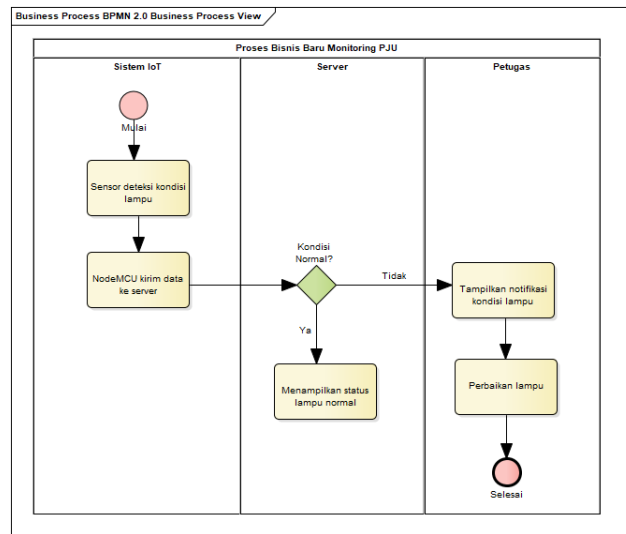 Business Process BPMN 2.0 Business Process View
Proses Bisnis Baru Monitoring PJU
Sistem IoT
Server
Petugas
Mulai
Sensor deteksi kondisi
lampu
NodeMCU kirim data
ke server
Kondisi
Normal?
Tidak
Ya
Menampilkan status
lampu normal
Tampilkan notifikasi
kondisi lampu
Perbaikan lampu
Selesai